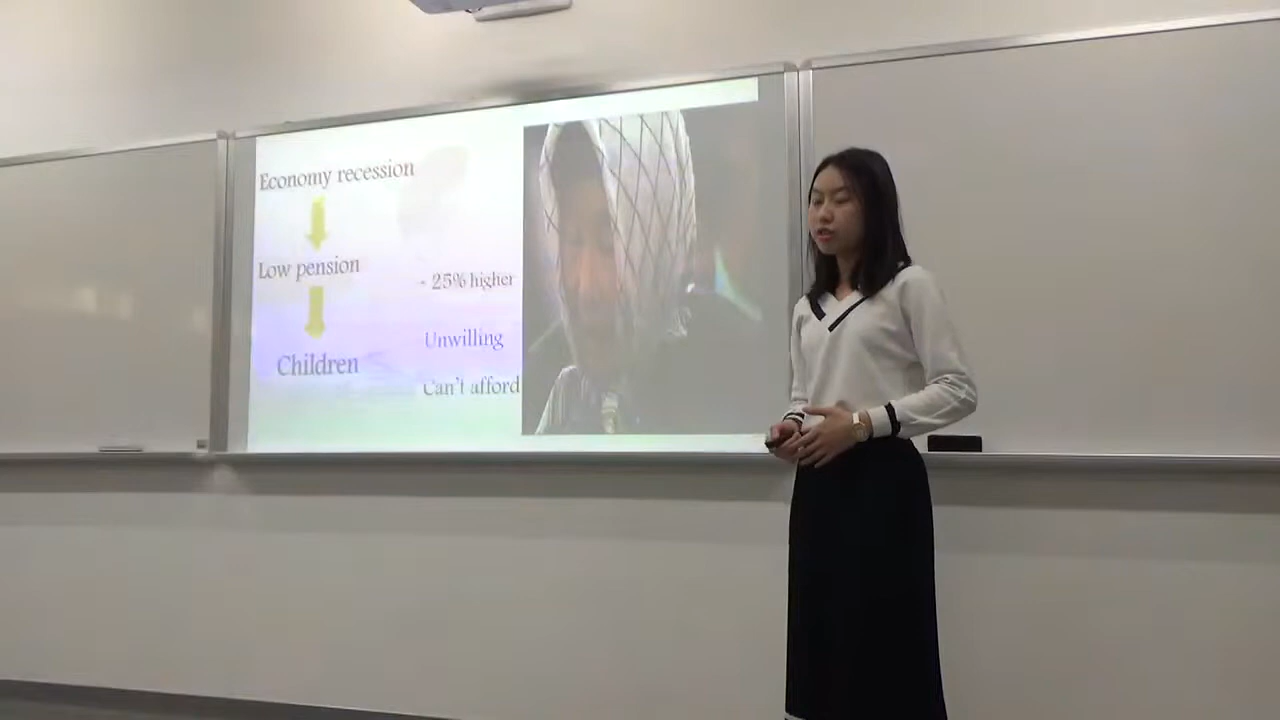 Economy recession
Low pension
- 25% higher
Unwilling
Children
Can't afford